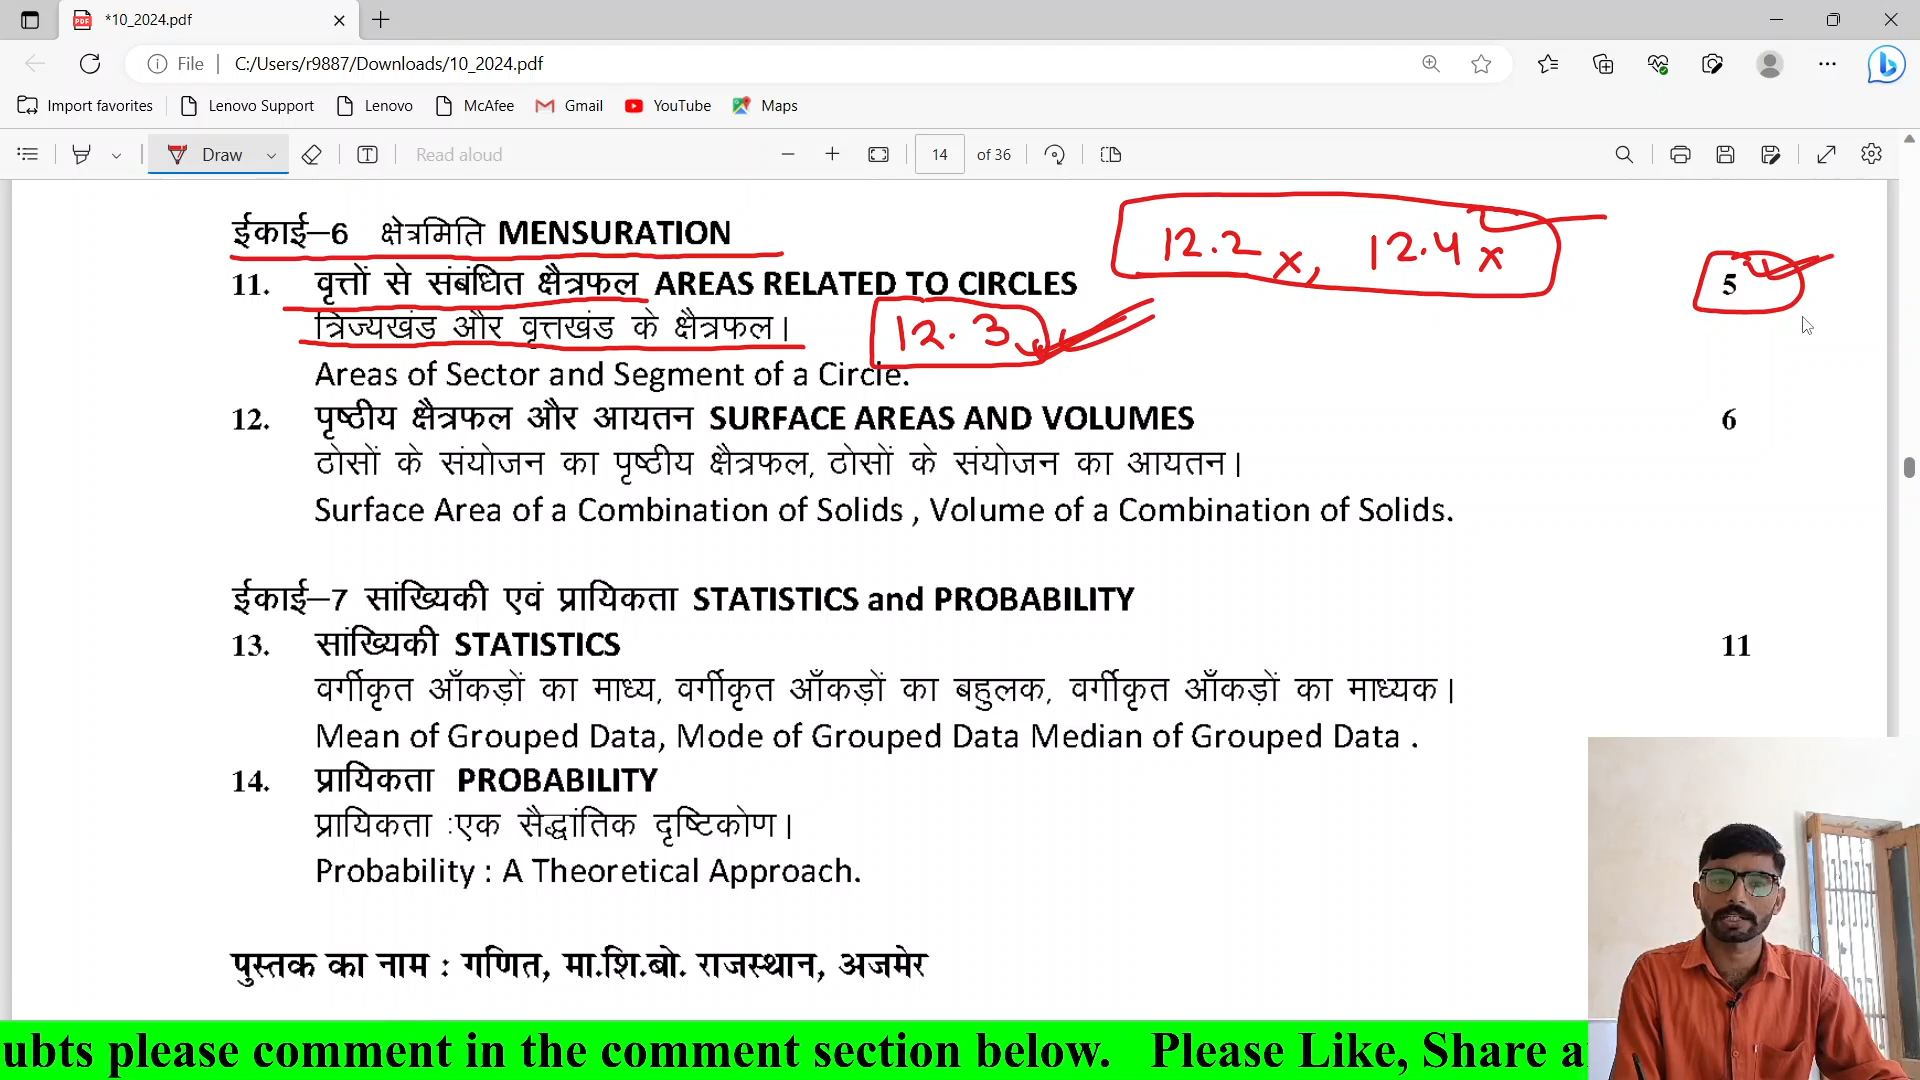 *10_2024.pdf
File C:/Users/r9887/Downloads/10_2024.pdf
Import favorites Lenovo Support Lenovo McAfee Gmail YouTube Maps
Draw Read aloud 14 of 36
ईकाई–6 क्षेत्रमिति MENSURATION
12.2 x, 12.4 x
11. वृत्तों से संबंधित क्षैत्रफल AREAS RELATED TO CIRCLES 5
त्रिज्यखंड और वृत्तखंड के क्षैत्रफल। 12.3
Areas of Sector and Segment of a Circle.
12. पृष्ठीय क्षैत्रफल और आयतन SURFACE AREAS AND VOLUMES 6
ठोसों के संयोजन का पृष्ठीय क्षैत्रफल, ठोसों के संयोजन का आयतन।
Surface Area of a Combination of Solids , Volume of a Combination of Solids.
ईकाई–7 सांख्यिकी एवं प्रायिकता STATISTICS and PROBABILITY
13. सांख्यिकी STATISTICS 11
वर्गीकृत आँकड़ों का माध्य, वर्गीकृत आँकड़ों का बहुलक, वर्गीकृत आँकड़ों का माध्यक।
Mean of Grouped Data, Mode of Grouped Data Median of Grouped Data .
14. प्रायिकता PROBABILITY
प्रायिकता :एक सैद्धांतिक दृष्टिकोण।
Probability : A Theoretical Approach.
पुस्तक का नाम : गणित, मा.शि.बो. राजस्थान, अजमेर
ubts please comment in the comment section below. Please Like, Share a